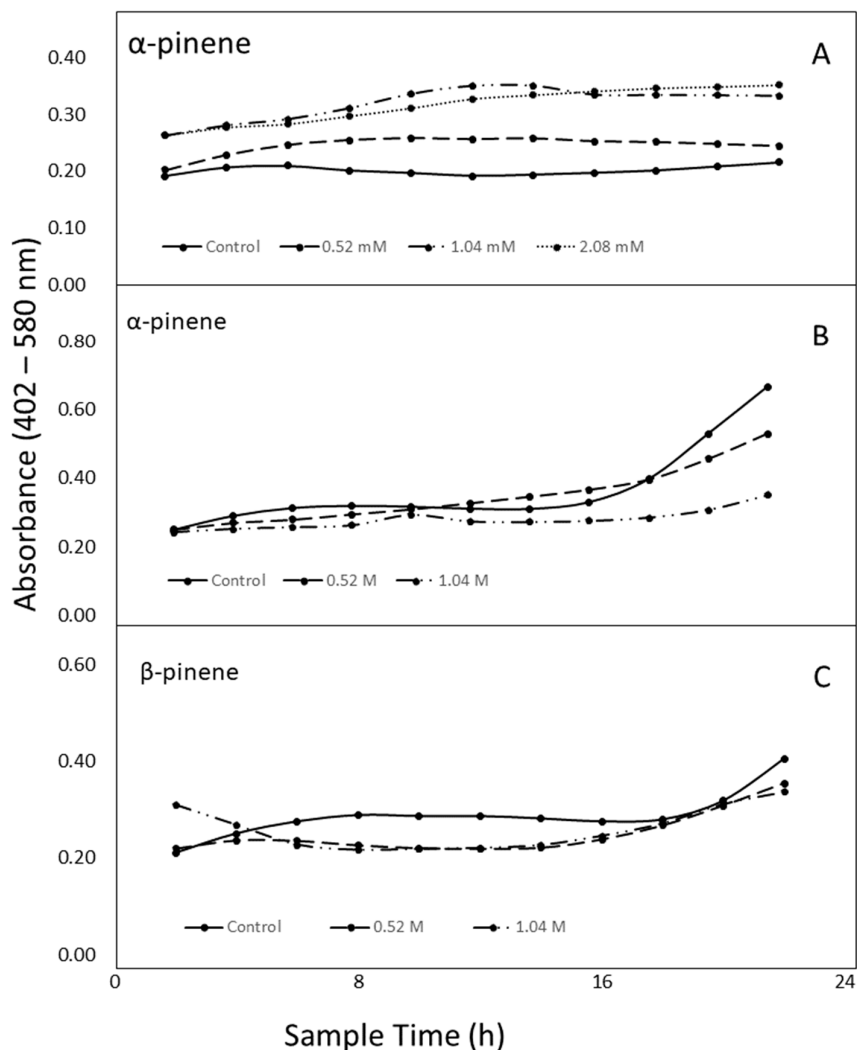 α-pinene
A
0.40
0.30
0.20
0.10
0.00
Control 0.52 mM 1.04 mM 2.08 mM
α-pinene
B
0.80
0.60
0.40
0.20
0.00
Control 0.52 M 1.04 M
β-pinene
C
0.60
0.40
0.20
0.00
Control 0.52 M 1.04 M
0 8 16 24
Absorbance (402 – 580 nm)
Sample Time (h)